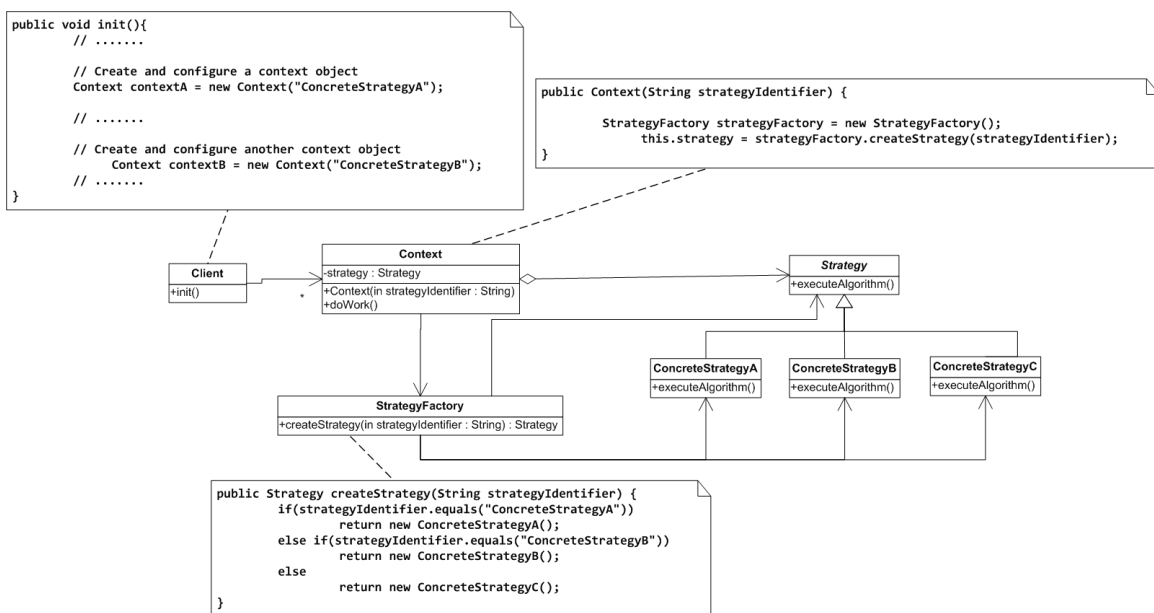 public void init(){
// .......
// Create and configure a context object
Context contextA = new Context("ConcreteStrategyA");
// .......
// Create and configure another context object
Context contextB = new Context("ConcreteStrategyB");
// .......
}
public Context(String strategyIdentifier) {
StrategyFactory strategyFactory = new StrategyFactory();
this.strategy = strategyFactory.createStrategy(strategyIdentifier);
}
Client
+init()
*
Context
-strategy : Strategy
+Context(in strategyIdentifier : String)
+doWork()
Strategy
+executeAlgorithm()
ConcreteStrategyA
+executeAlgorithm()
ConcreteStrategyB
+executeAlgorithm()
ConcreteStrategyC
+executeAlgorithm()
StrategyFactory
+createStrategy(in strategyIdentifier : String) : Strategy
public Strategy createStrategy(String strategyIdentifier) {
if(strategyIdentifier.equals("ConcreteStrategyA"))
return new ConcreteStrategyA();
else if(strategyIdentifier.equals("ConcreteStrategyB"))
return new ConcreteStrategyB();
else
return new ConcreteStrategyC();
}